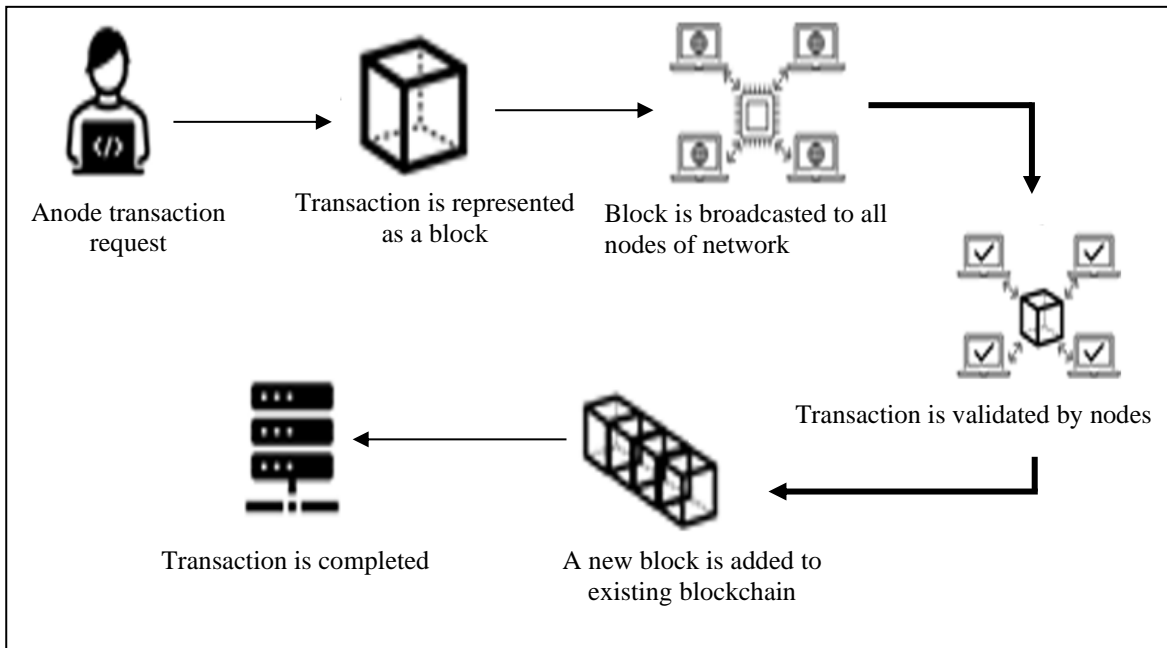 </>
Anode transaction
request
Transaction is represented
as a block
Block is broadcasted to all
nodes of network
Transaction is validated by nodes
A new block is added to
existing blockchain
Transaction is completed